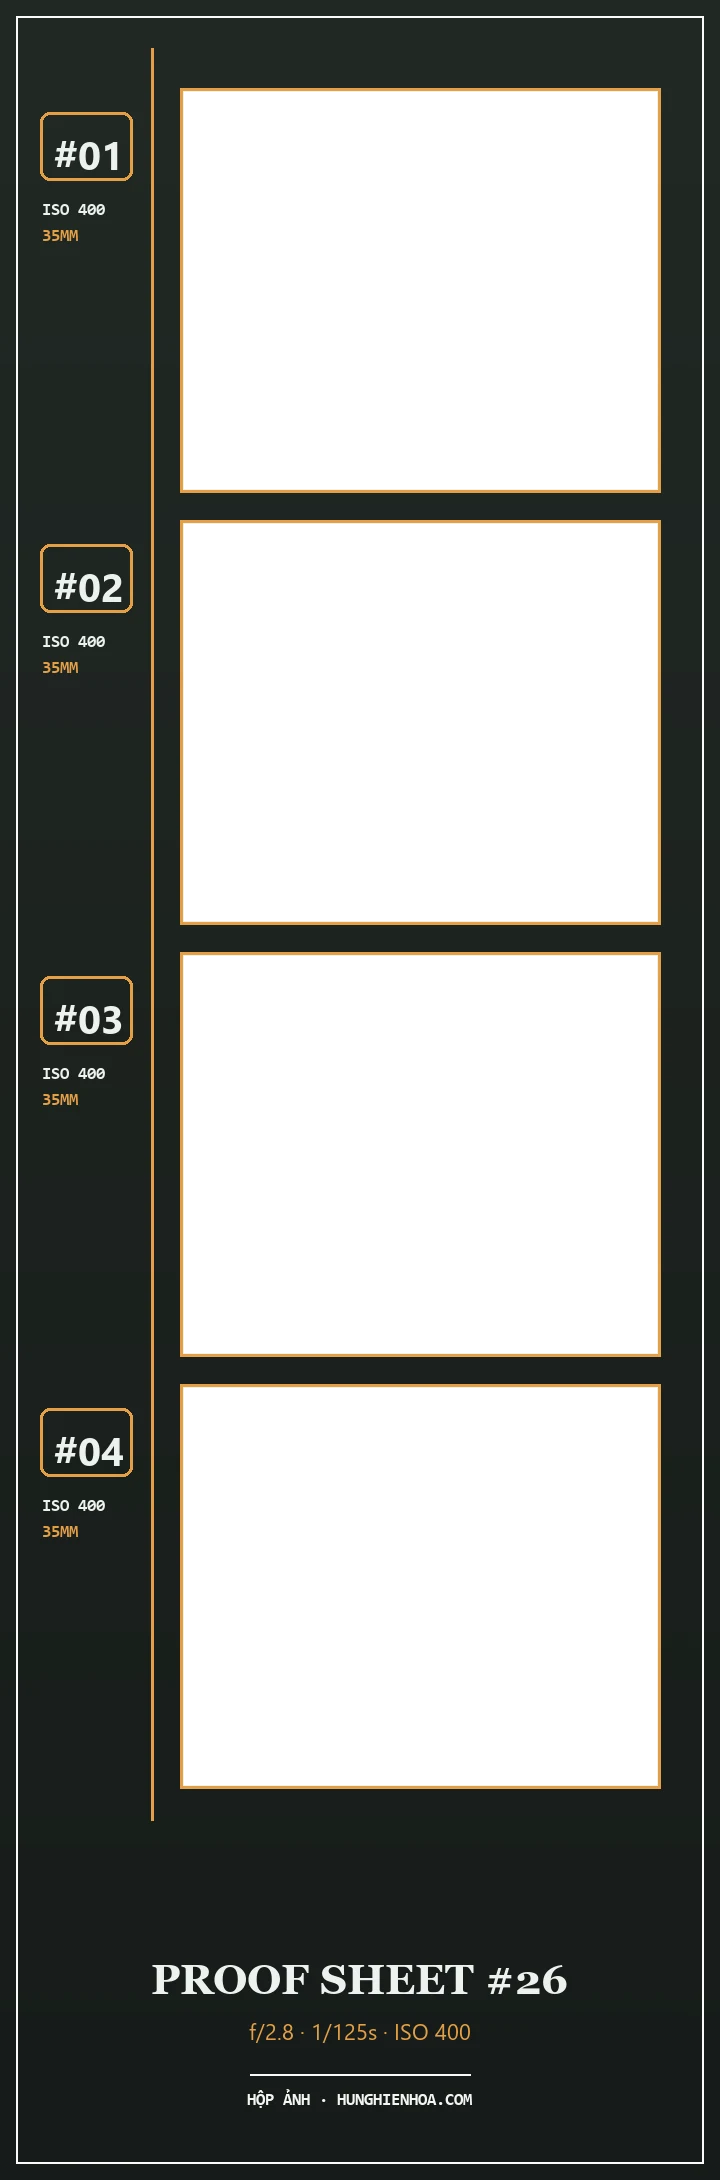 #01
ISO 400
35MM
#02
ISO 400
35MM
#03
ISO 400
35MM
#04
ISO 400
35MM
PROOF SHEET #26
f/2.8 · 1/125s · ISO 400
HỘP ẢNH · HUNGHIENHOA.COM